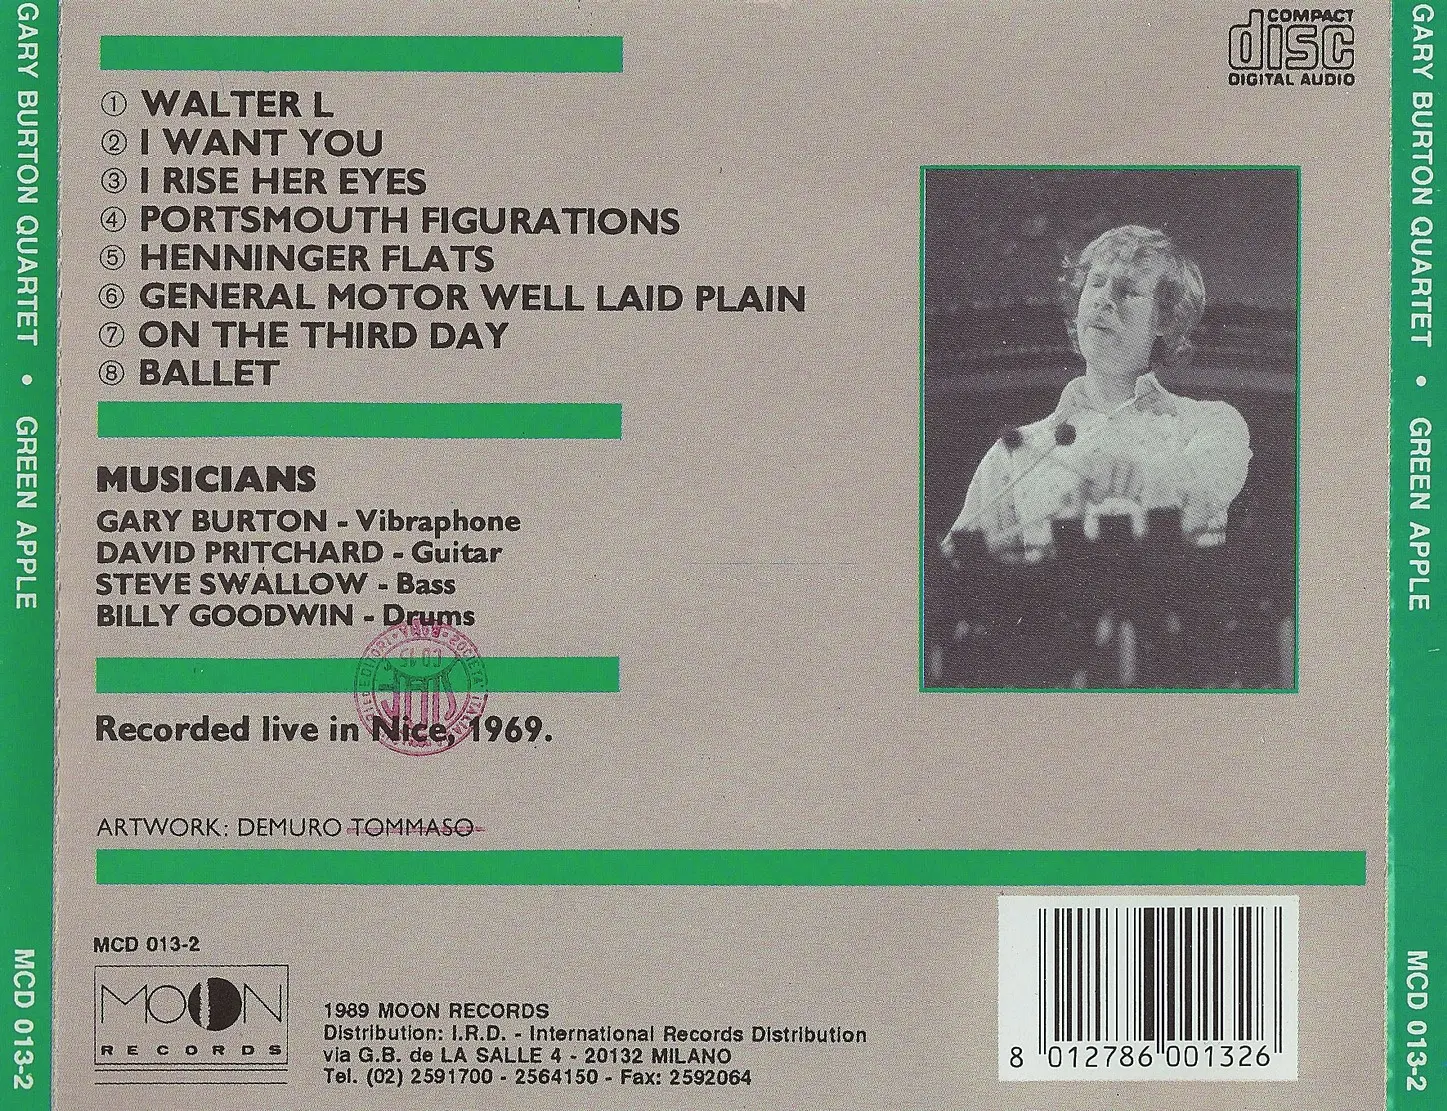 GARY BURTON QUARTET • GREEN APPLE MCD 013-2
COMPACT
disc
DIGITAL AUDIO
① WALTER L
② I WANT YOU
③ I RISE HER EYES
④ PORTSMOUTH FIGURATIONS
⑤ HENNINGER FLATS
⑥ GENERAL MOTOR WELL LAID PLAIN
⑦ ON THE THIRD DAY
⑧ BALLET
MUSICIANS
GARY BURTON - Vibraphone
DAVID PRITCHARD - Guitar
STEVE SWALLOW - Bass
BILLY GOODWIN - Drums
Recorded live in Nice, 1969.
ARTWORK: DEMURO TOMMASO
MCD 013-2
MOON
RECORDS
1989 MOON RECORDS
Distribution: I.R.D. - International Records Distribution
via G.B. de LA SALLE 4 - 20132 MILANO
Tel. (02) 2591700 - 2564150 - Fax: 2592064
8 012786 001326
GARY BURTON QUARTET • GREEN APPLE MCD 013-2